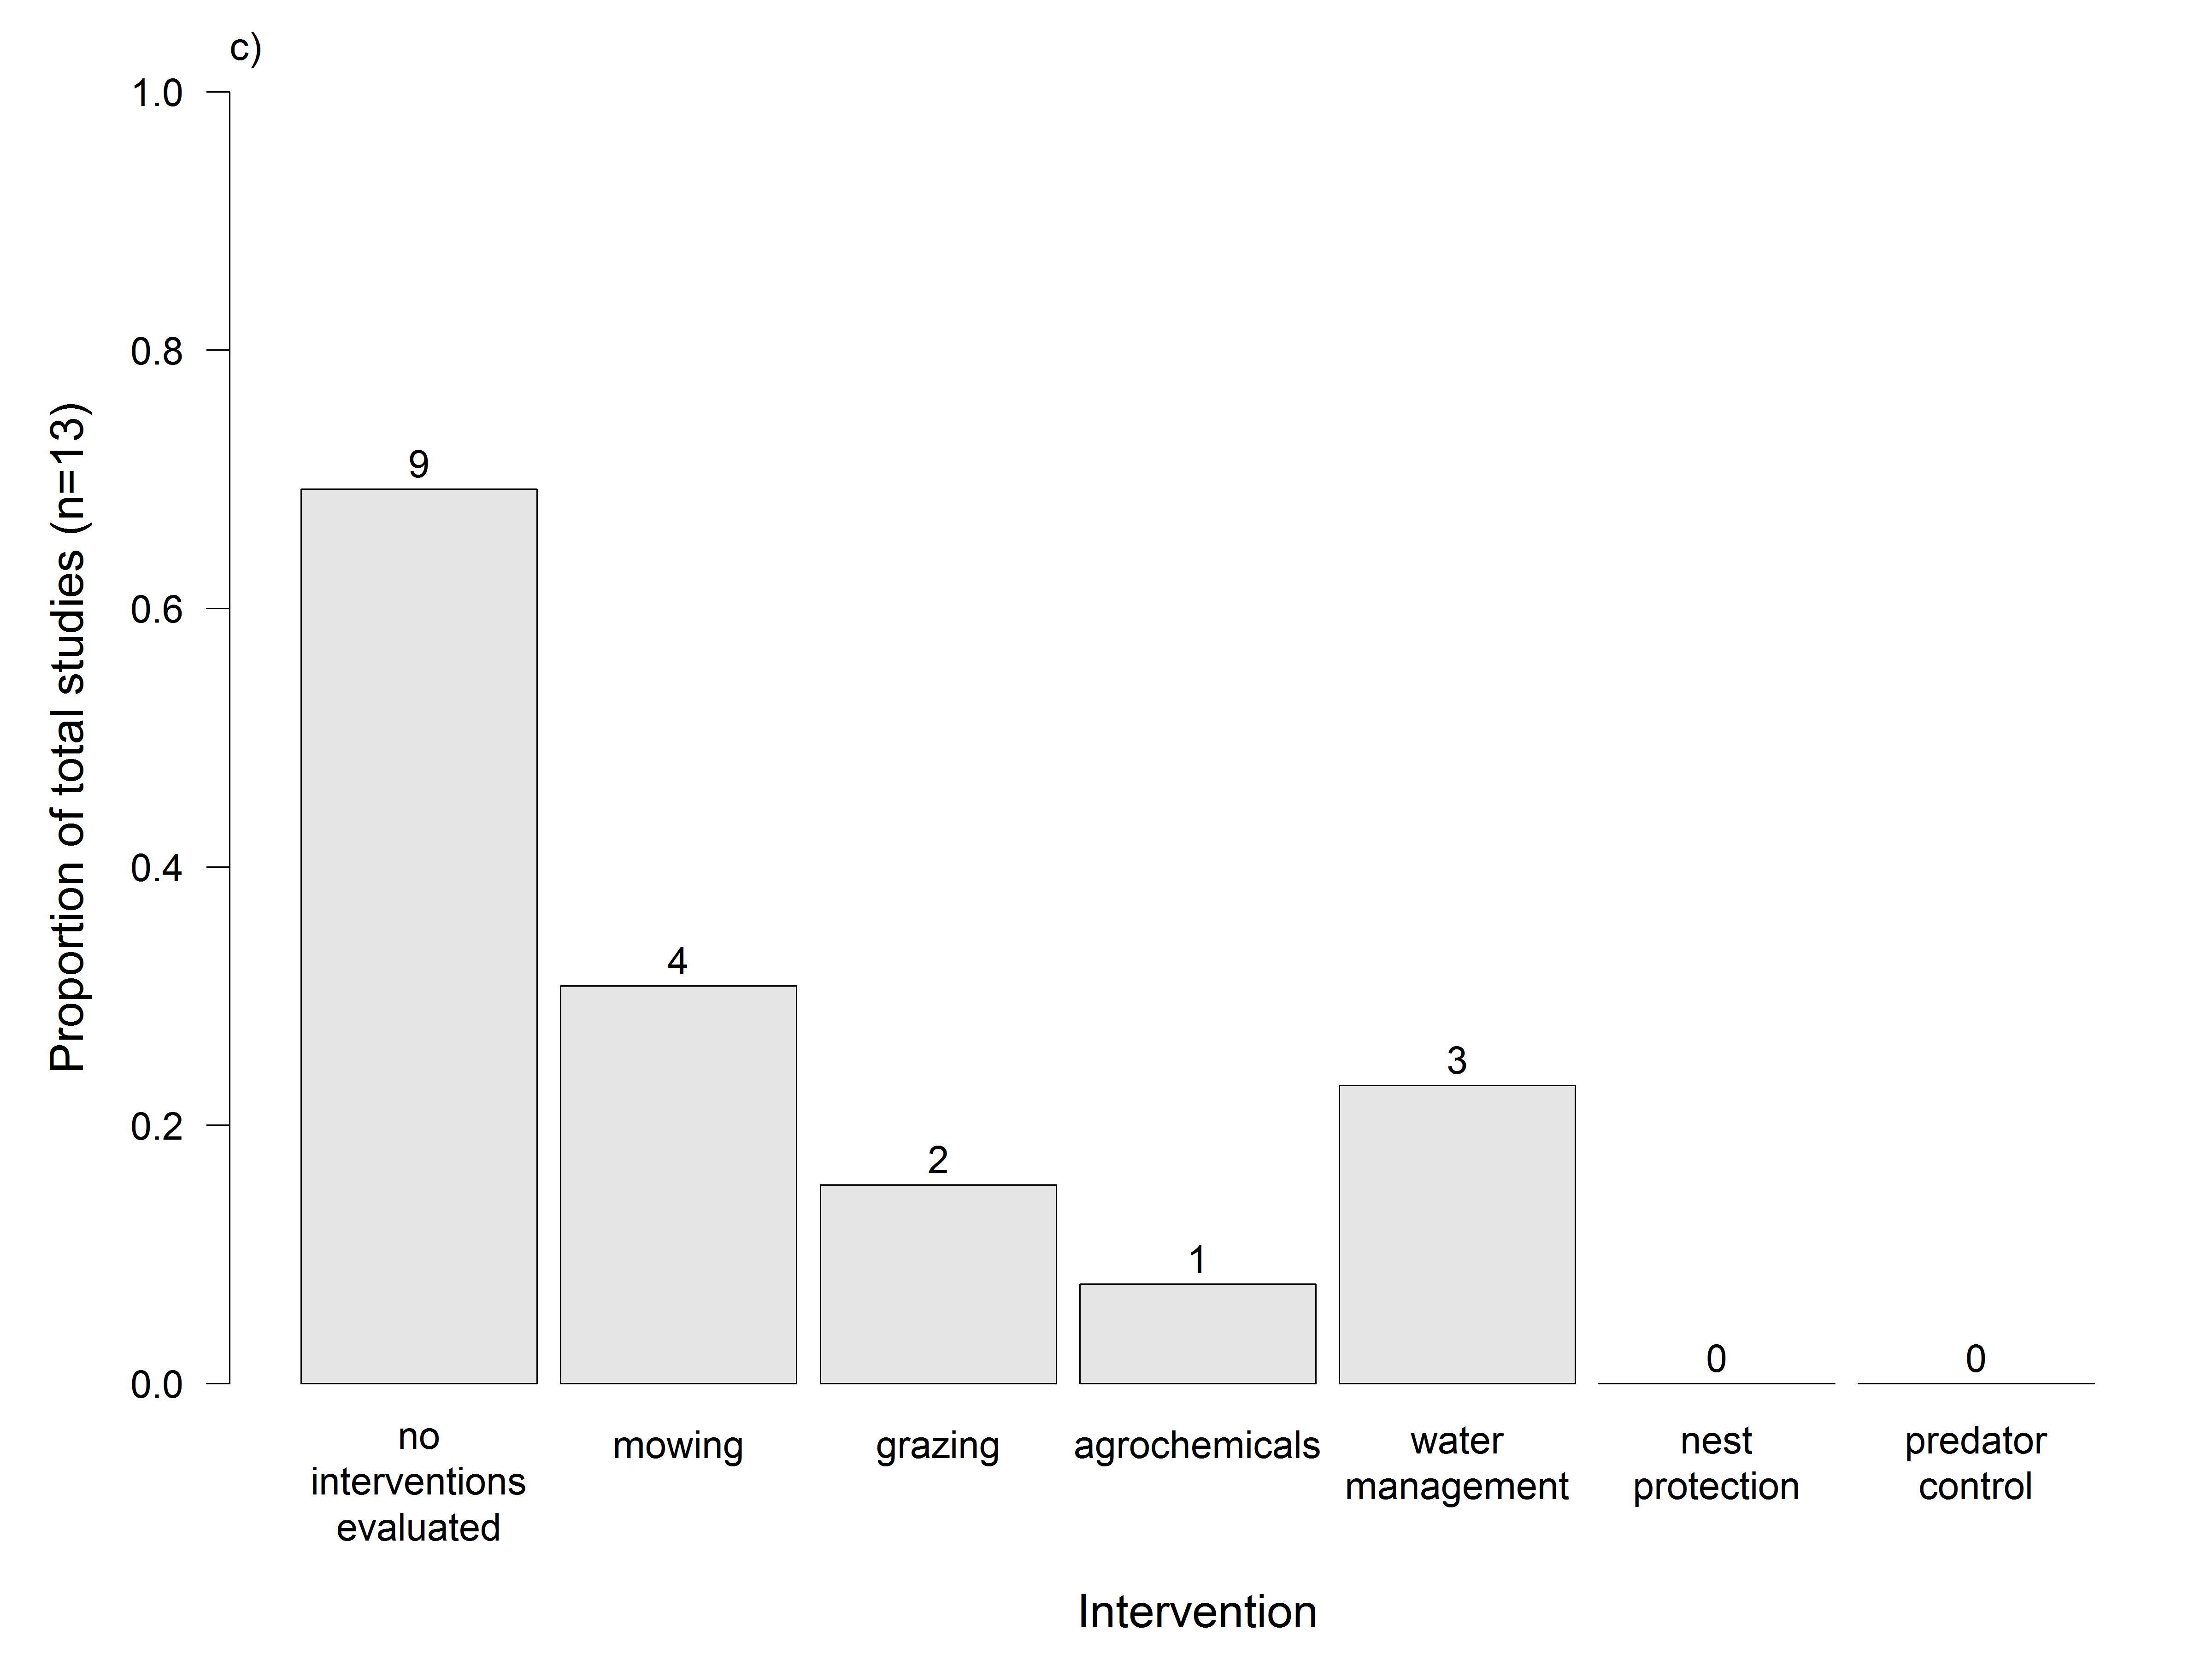 c)
1.0
0.8
0.6
0.4
0.2
0.0
Proportion of total studies (n=13)
9
4
2
1
3
0
0
no
interventions
evaluated
mowing
grazing
agrochemicals
water
management
nest
protection
predator
control
Intervention